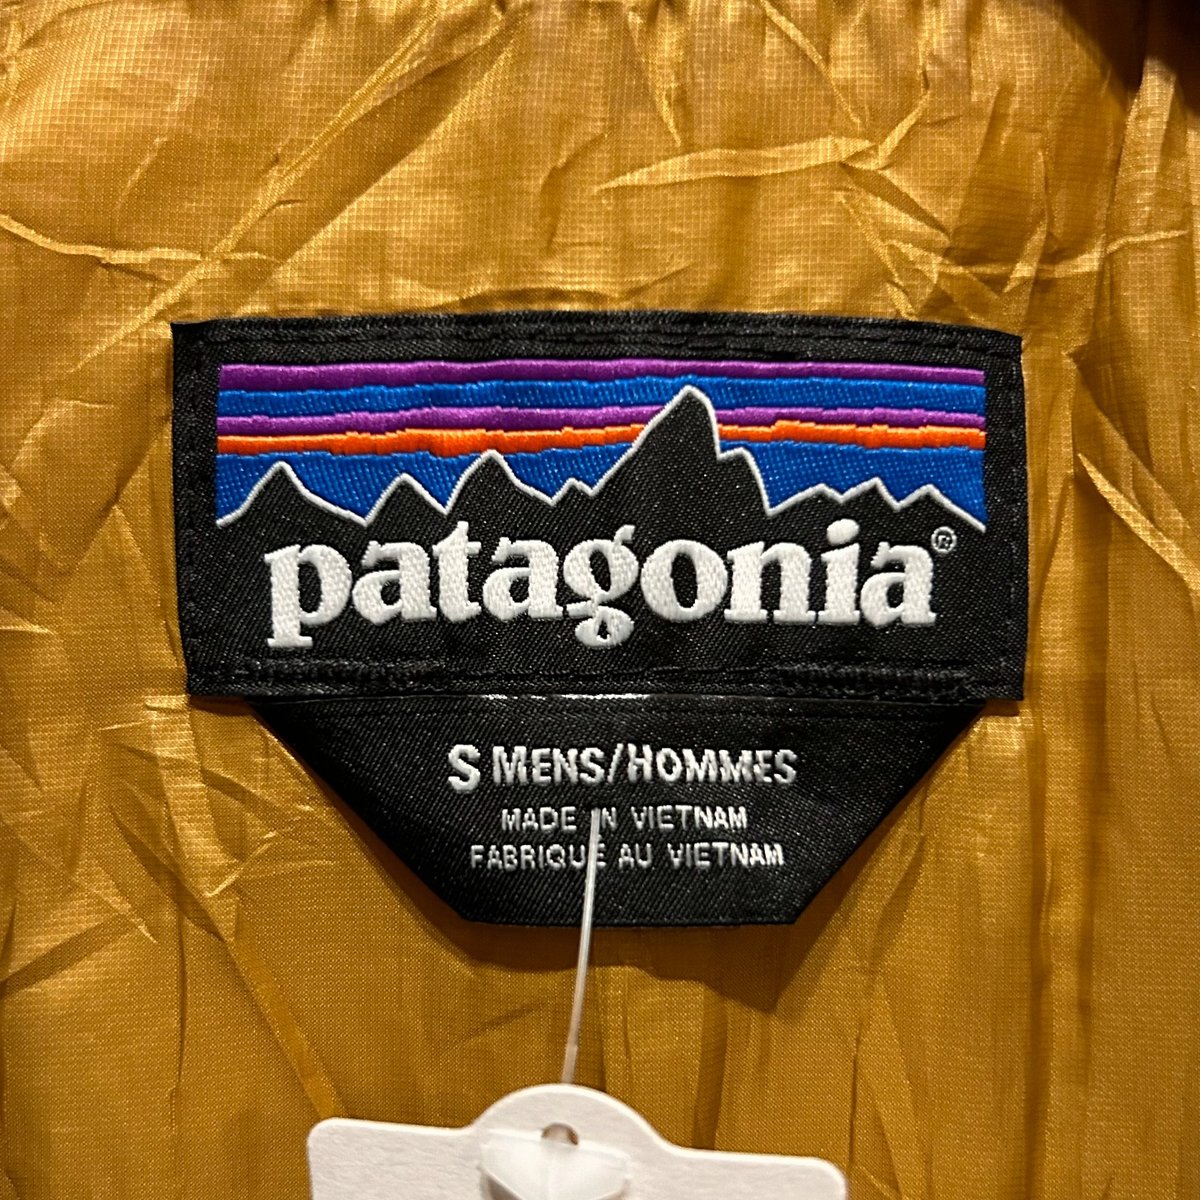 patagonia®
S MENS/HOMMES
MADE IN VIETNAM
FABRIQUE AU VIETNAM